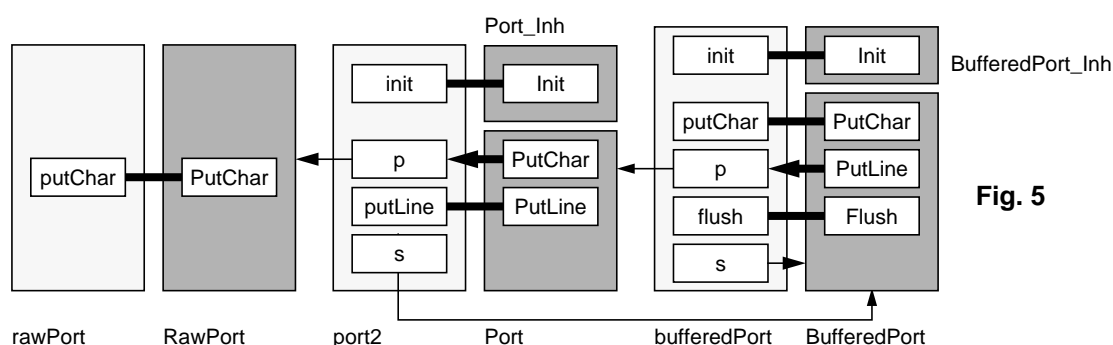 Port_Inh
init Init
init Init
BufferedPort_Inh
putChar PutChar
putChar PutChar
p PutChar
p PutLine
putLine PutLine
flush Flush
s
s
Fig. 5
rawPort RawPort port2 Port bufferedPort BufferedPort